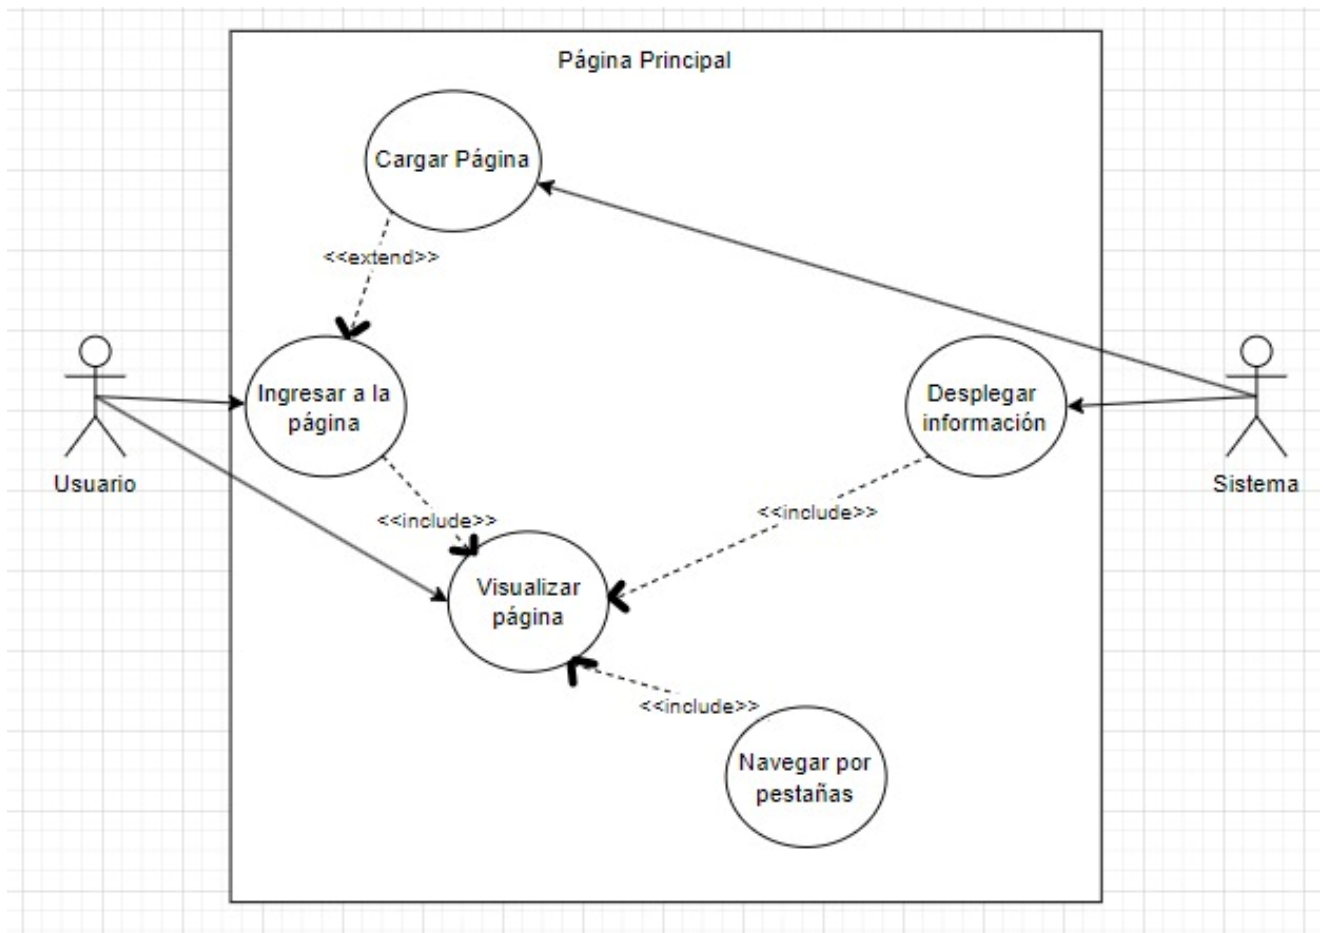 Página Principal
Cargar Página
<<extend>>
Ingresar a la
página
Desplegar
información
Usuario
Sistema
<<include>>
<<include>>
Visualizar
página
<<include>>
Navegar por
pestañas